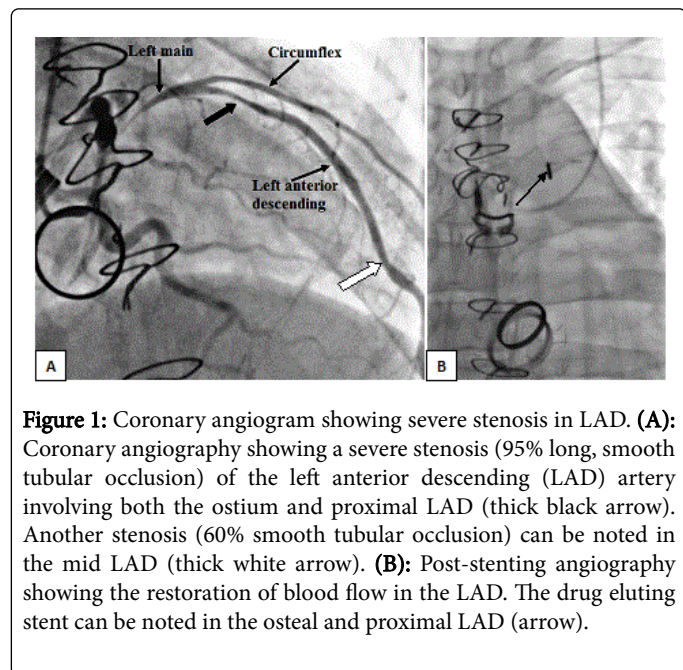 Left main
Circumflex
Left anterior
descending
A
B
Figure 1: Coronary angiogram showing severe stenosis in LAD. (A):
Coronary angiography showing a severe stenosis (95% long, smooth
tubular occlusion) of the left anterior descending (LAD) artery
involving both the ostium and proximal LAD (thick black arrow).
Another stenosis (60% smooth tubular occlusion) can be noted in
the mid LAD (thick white arrow). (B): Post-stenting angiography
showing the restoration of blood flow in the LAD. The drug eluting
stent can be noted in the osteal and proximal LAD (arrow).